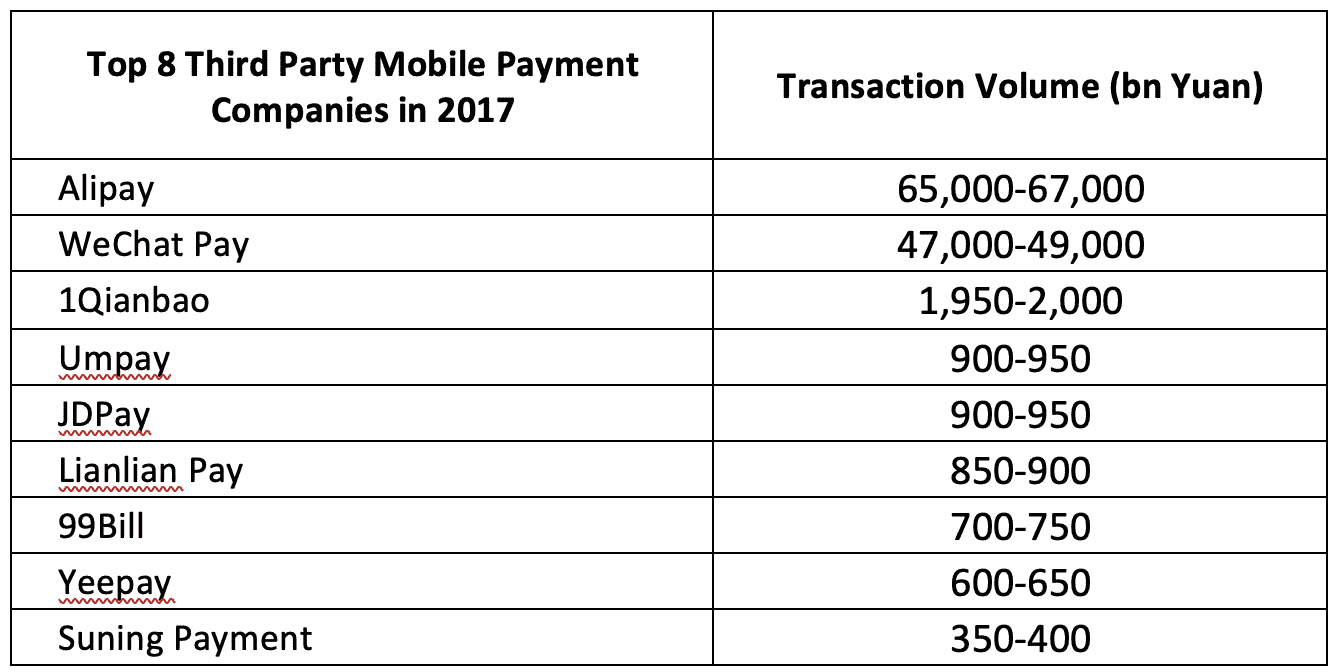 Top 8 Third Party Mobile Payment
Companies in 2017
Transaction Volume (bn Yuan)
Alipay
65,000-67,000
WeChat Pay
47,000-49,000
1Qianbao
1,950-2,000
Umpay
900-950
JDPay
900-950
Lianlian Pay
850-900
99Bill
700-750
Yeepay
600-650
Suning Payment
350-400